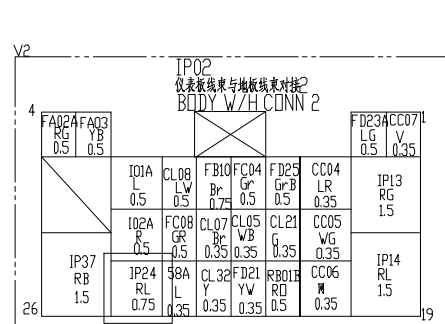 V2
IP02
仪表板线束与地板线束对接2
BODY W/H CONN 2
4
1
FA02A
RG
0.5
FA03
YB
0.5
FD23A
LG
0.5
CC07
V
0.35
I01A
L
0.5
CL08
LW
0.5
FB10
Br
0.75
FC04
Gr
0.5
FD25
GrB
0.5
CC04
LR
0.35
IP13
RG
1.5
I02A
R
0.5
FC08
GR
0.5
CL07
Br
0.35
CL05
WB
0.35
CL21
G
0.35
CC05
WG
0.35
IP37
RB
1.5
IP24
RL
0.75
58A
L
0.35
CL32
Y
0.35
FD21
YW
0.35
RB01B
RO
0.5
CC06
W
0.35
IP14
RL
1.5
26
19